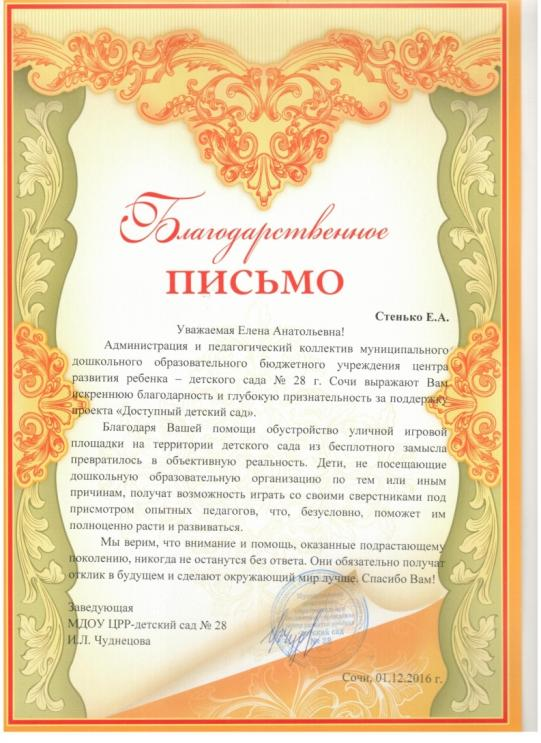 Благодарственное
ПИСЬМО
Стенько Е.А.
Уважаемая Елена Анатольевна!
Администрация и педагогический коллектив муниципального
дошкольного образовательного бюджетного учреждения центра
развития ребенка – детского сада № 28 г. Сочи выражают Вам
искреннюю благодарность и глубокую признательность за поддержку
проекта «Доступный детский сад».
Благодаря Вашей помощи обустройство уличной игровой
площадки на территории детского сада из бесплотного замысла
превратилось в объективную реальность. Дети, не посещающие
дошкольную образовательную организацию по тем или иным
причинам, получат возможность играть со своими сверстниками под
присмотром опытных педагогов, что, безусловно, поможет им
полноценно расти и развиваться.
Мы верим, что внимание и помощь, оказанные подрастающему
поколению, никогда не останутся без ответа. Они обязательно получат
отклик в будущем и сделают окружающий мир лучше. Спасибо Вам!
Заведующая
МДОУ ЦРР-детский сад № 28
И.Л. Чуднецова
Сочи, 01.12.2016 г.